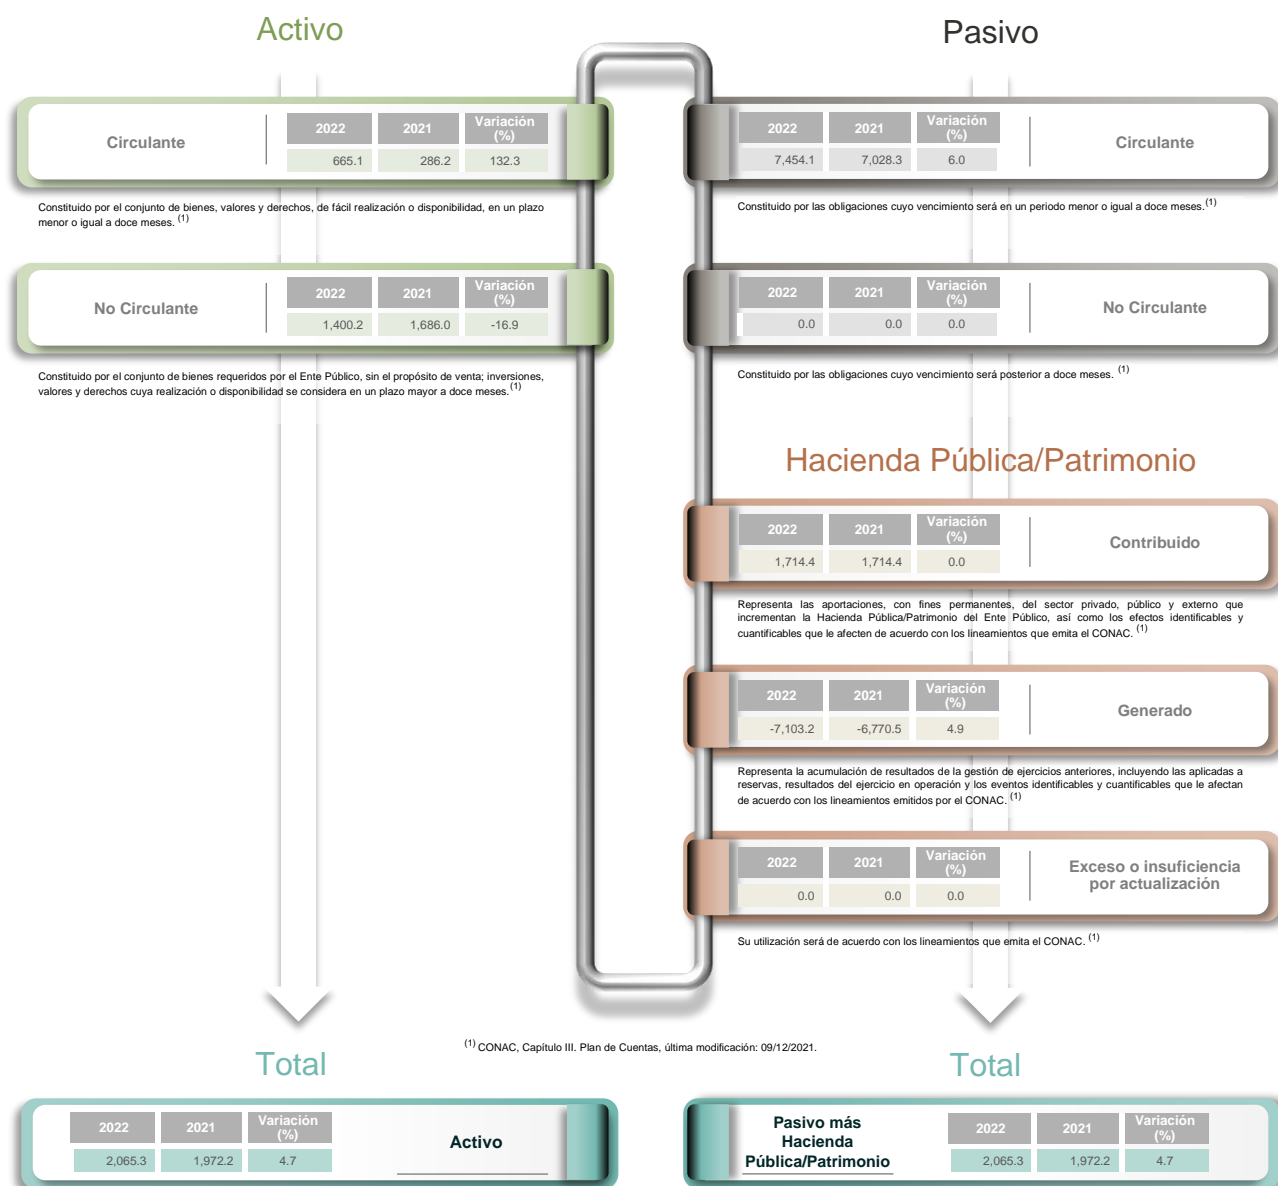 Activo
Circulante
2022 2021 Variación (%)
665.1 286.2 132.3
Constituido por el conjunto de bienes, valores y derechos, de fácil realización o disponibilidad, en un plazo
menor o igual a doce meses. (1)
No Circulante
2022 2021 Variación (%)
1,400.2 1,686.0 -16.9
Constituido por el conjunto de bienes requeridos por el Ente Público, sin el propósito de venta; inversiones,
valores y derechos cuya realización o disponibilidad se considera en un plazo mayor a doce meses. (1)
Pasivo
2022 2021 Variación (%)
7,454.1 7,028.3 6.0
Circulante
Constituido por las obligaciones cuyo vencimiento será en un periodo menor o igual a doce meses. (1)
2022 2021 Variación (%)
0.0 0.0 0.0
No Circulante
Constituido por las obligaciones cuyo vencimiento será posterior a doce meses. (1)
Hacienda Pública/Patrimonio
2022 2021 Variación (%)
1,714.4 1,714.4 0.0
Contribuido
Representa las aportaciones, con fines permanentes, del sector privado, público y externo que
incrementan la Hacienda Pública/Patrimonio del Ente Público, así como los efectos identificables y
cuantificables que le afecten de acuerdo con los lineamientos que emita el CONAC. (1)
2022 2021 Variación (%)
-7,103.2 -6,770.5 4.9
Generado
Representa la acumulación de resultados de la gestión de ejercicios anteriores, incluyendo las aplicadas a
reservas, resultados del ejercicio en operación y los eventos identificables y cuantificables que le afectan
de acuerdo con los lineamientos emitidos por el CONAC. (1)
2022 2021 Variación (%)
0.0 0.0 0.0
Exceso o insuficiencia
por actualización
Su utilización será de acuerdo con los lineamientos que emita el CONAC. (1)
(1) CONAC, Capítulo III. Plan de Cuentas, última modificación: 09/12/2021.
Total
2022 2021 Variación (%)
2,065.3 1,972.2 4.7
Activo
Total
Pasivo más
Hacienda
Pública/Patrimonio
2022 2021 Variación (%)
2,065.3 1,972.2 4.7